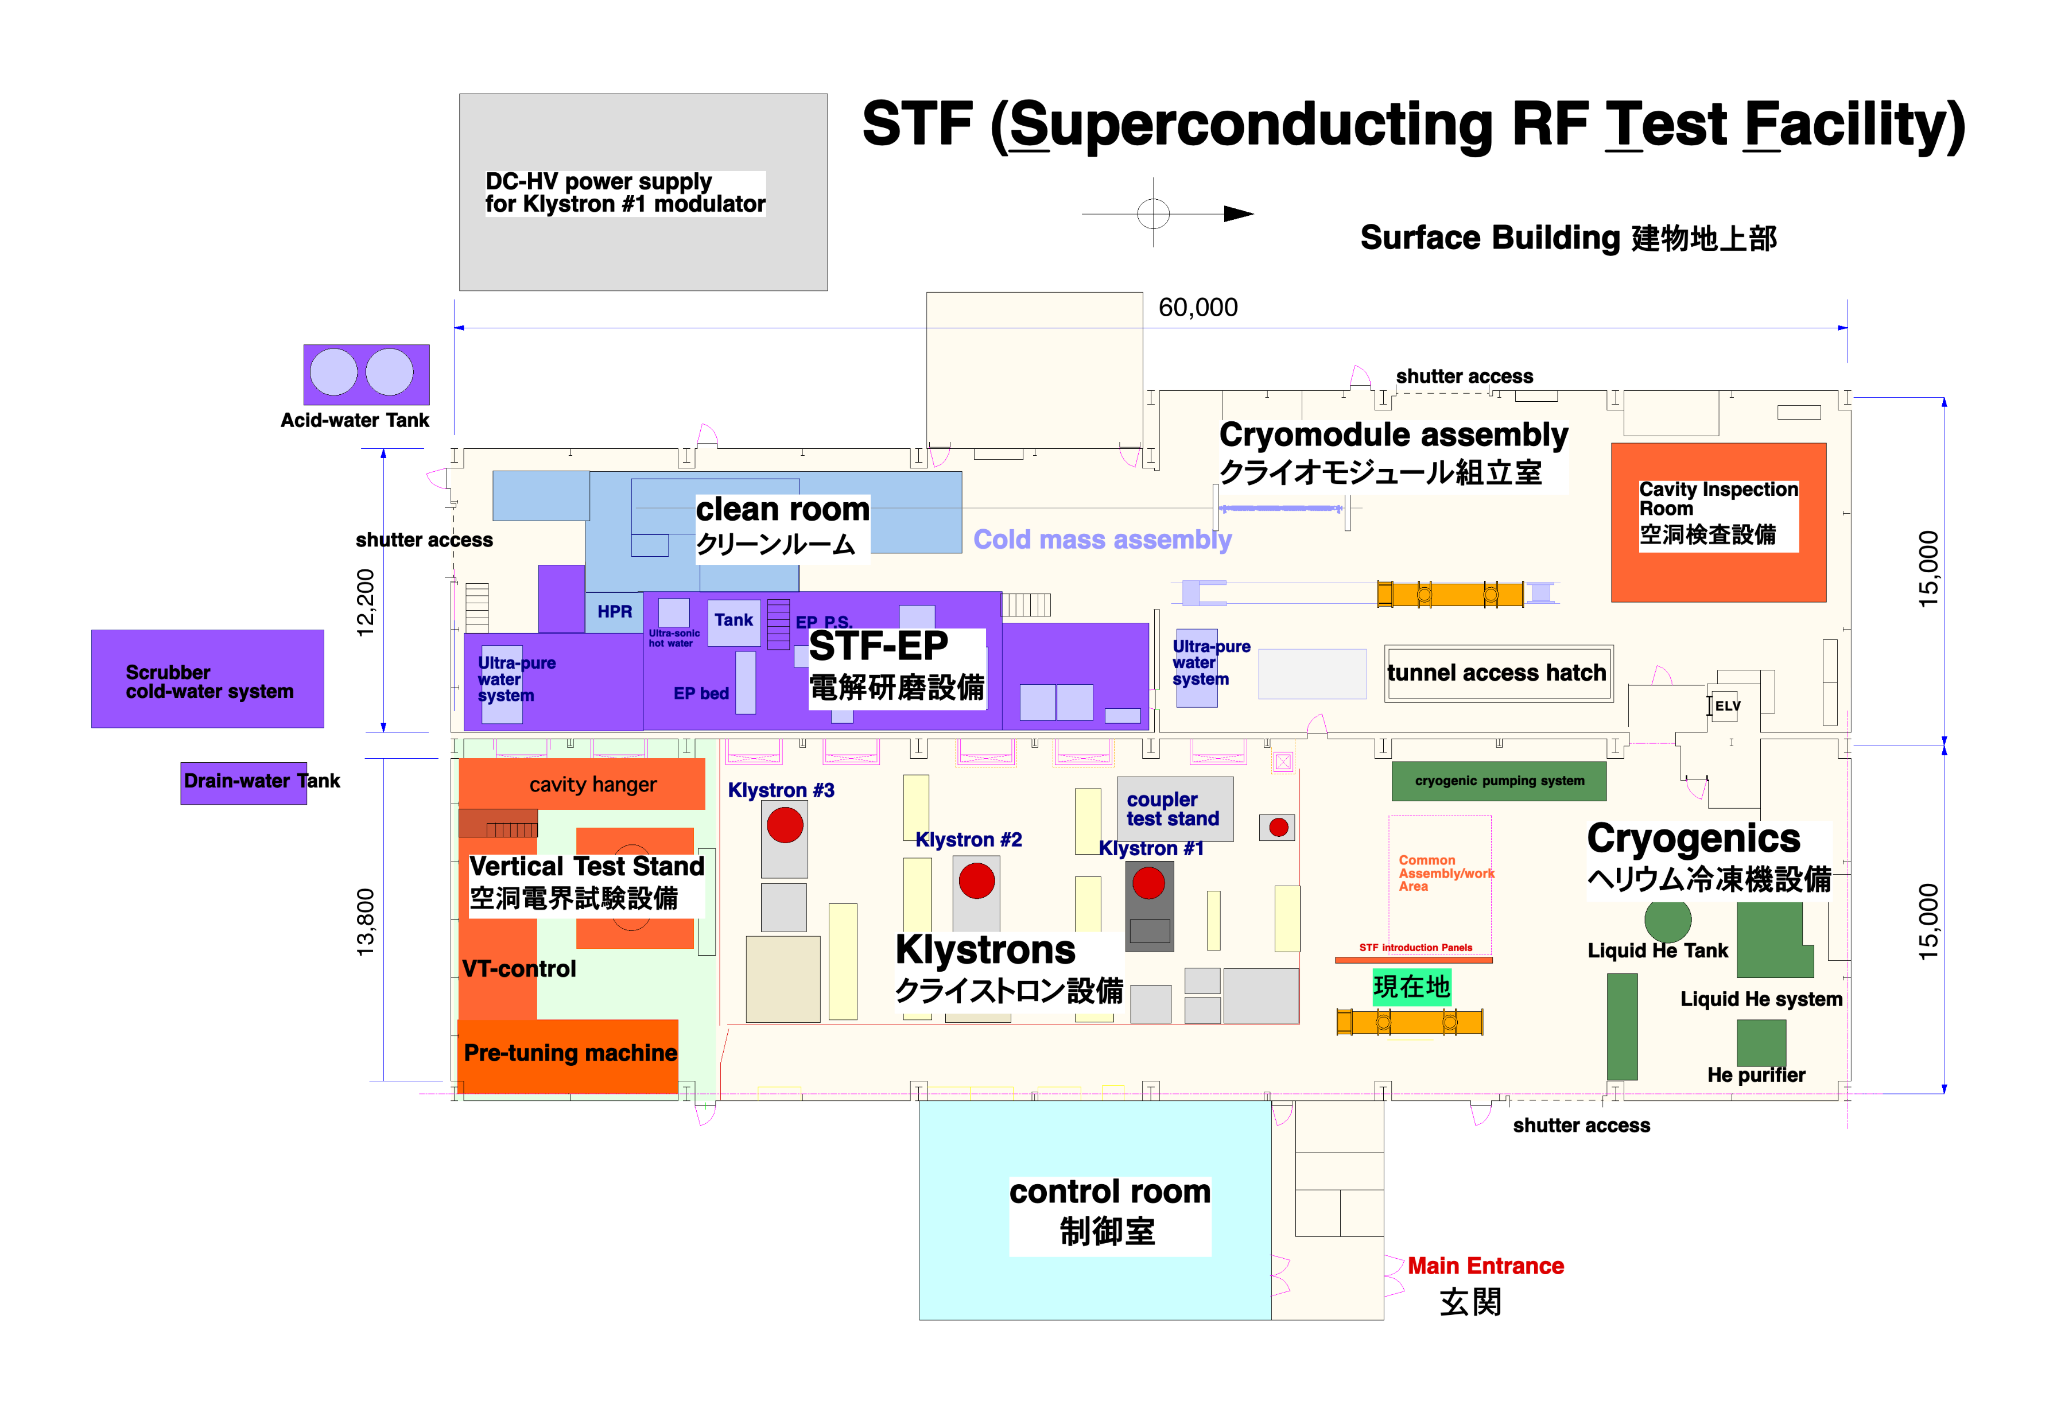 STF (Superconducting RF Test Facility)
DC-HV power supply
for Klystron #1 modulator
Surface Building 建物地上部
60,000
shutter access
Acid-water Tank
Cryomodule assembly
クライオモジュール組立室
Cavity Inspection
Room
空洞検査設備
clean room
クリーンルーム
shutter access
Cold mass assembly
12,200
15,000
HPR
Tank
EP P.S.
Ultra-sonic
hot water
STF-EP
電解研磨設備
Ultra-pure
water
system
EP bed
Ultra-pure
water
system
tunnel access hatch
ELV
Scrubber
cold-water system
Drain-water Tank
cavity hanger
Klystron #3
coupler
test stand
cryogenic pumping system
Klystron #2
Klystron #1
Cryogenics
ヘリウム冷凍機設備
Vertical Test Stand
空洞電界試験設備
Common
Assembly/work
Area
13,800
15,000
Klystrons
クライストロン設備
STF introduction Panels
現在地
Liquid He Tank
VT-control
Liquid He system
Pre-tuning machine
He purifier
shutter access
control room
制御室
Main Entrance
玄関